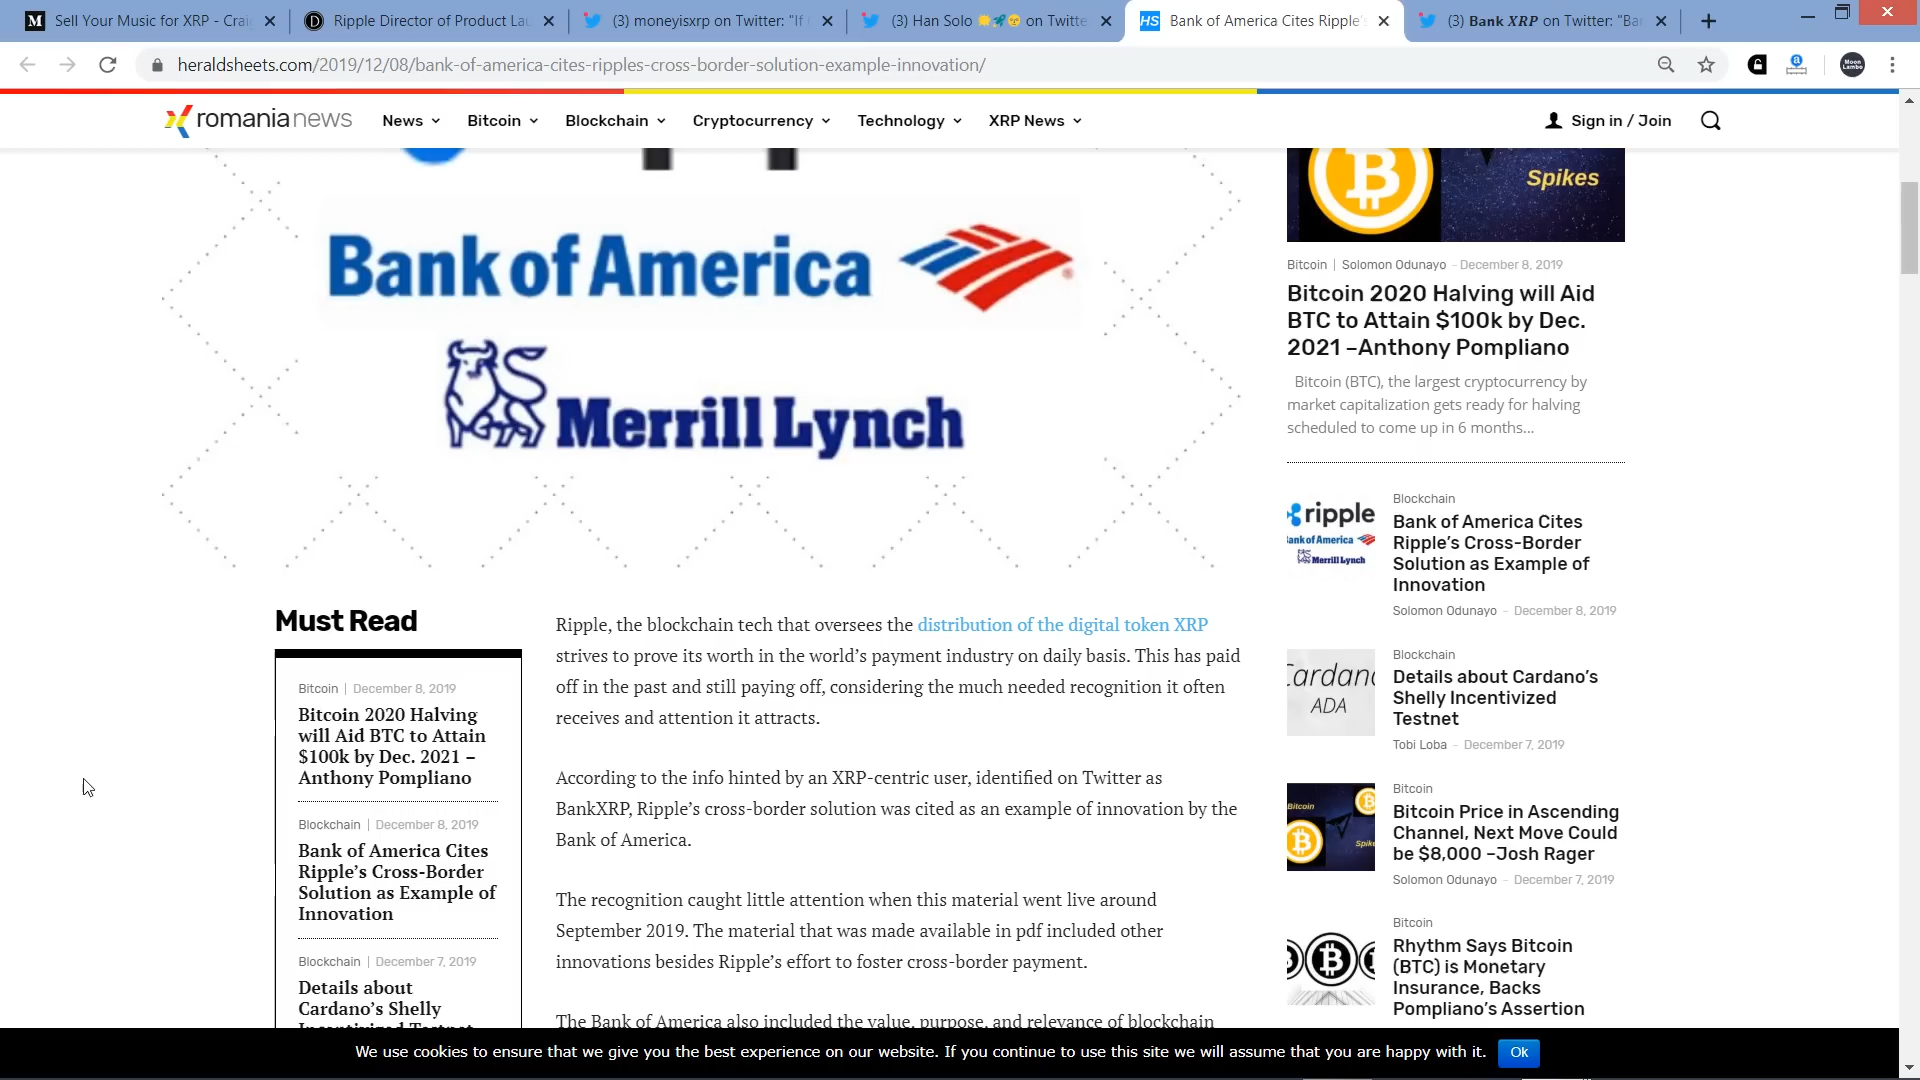 Sell Your Music for XRP - Crai
Ripple Director of Product Lau
(3) moneyisxrp on Twitter: "If
(3) Han Solo on Twitte
Bank of America Cites Ripple's
(3) Bank XRP on Twitter: "Ba
heraldsheets.com/2019/12/08/bank-of-america-cites-ripples-cross-border-solution-example-innovation/
romanianews
News
Bitcoin
Blockchain
Cryptocurrency
Technology
XRP News
Sign in / Join
Bank of America
Merrill Lynch
Must Read
Bitcoin | December 8, 2019
Bitcoin 2020 Halving
will Aid BTC to Attain
$100k by Dec. 2021 –
Anthony Pompliano
Blockchain | December 8, 2019
Bank of America Cites
Ripple's Cross-Border
Solution as Example of
Innovation
Blockchain | December 7, 2019
Details about
Cardano's Shelly
Incentivized Testnet
Ripple, the blockchain tech that oversees the distribution of the digital token XRP
strives to prove its worth in the world's payment industry on daily basis. This has paid
off in the past and still paying off, considering the much needed recognition it often
receives and attention it attracts.
According to the info hinted by an XRP-centric user, identified on Twitter as
BankXRP, Ripple's cross-border solution was cited as an example of innovation by the
Bank of America.
The recognition caught little attention when this material went live around
September 2019. The material that was made available in pdf included other
innovations besides Ripple's effort to foster cross-border payment.
The Bank of America also included the value, purpose, and relevance of blockchain
Spikes
Bitcoin | Solomon Odunayo - December 8, 2019
Bitcoin 2020 Halving will Aid
BTC to Attain $100k by Dec.
2021 –Anthony Pompliano
Bitcoin (BTC), the largest cryptocurrency by
market capitalization gets ready for halving
scheduled to come up in 6 months...
ripple
Bank of America
Merrill Lynch
Blockchain
Bank of America Cites
Ripple's Cross-Border
Solution as Example of
Innovation
Solomon Odunayo - December 8, 2019
Cardano
ADA
Blockchain
Details about Cardano's
Shelly Incentivized
Testnet
Tobi Loba - December 7, 2019
Bitcoin
Spike
Bitcoin
Bitcoin Price in Ascending
Channel, Next Move Could
be $8,000 –Josh Rager
Solomon Odunayo - December 7, 2019
Bitcoin
Rhythm Says Bitcoin
(BTC) is Monetary
Insurance, Backs
Pompliano's Assertion
We use cookies to ensure that we give you the best experience on our website. If you continue to use this site we will assume that you are happy with it.
Ok